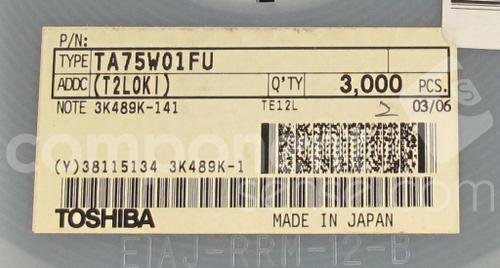 P/N:
TYPE TA75W01FU
ADDC (T2LOKI) Q'TY 3,000 PCS.
NOTE 3K489K-141 TE12L 03/06
(Y)38115134 3K489K-1
TOSHIBA MADE IN JAPAN
EIAJ-RRM-12-B